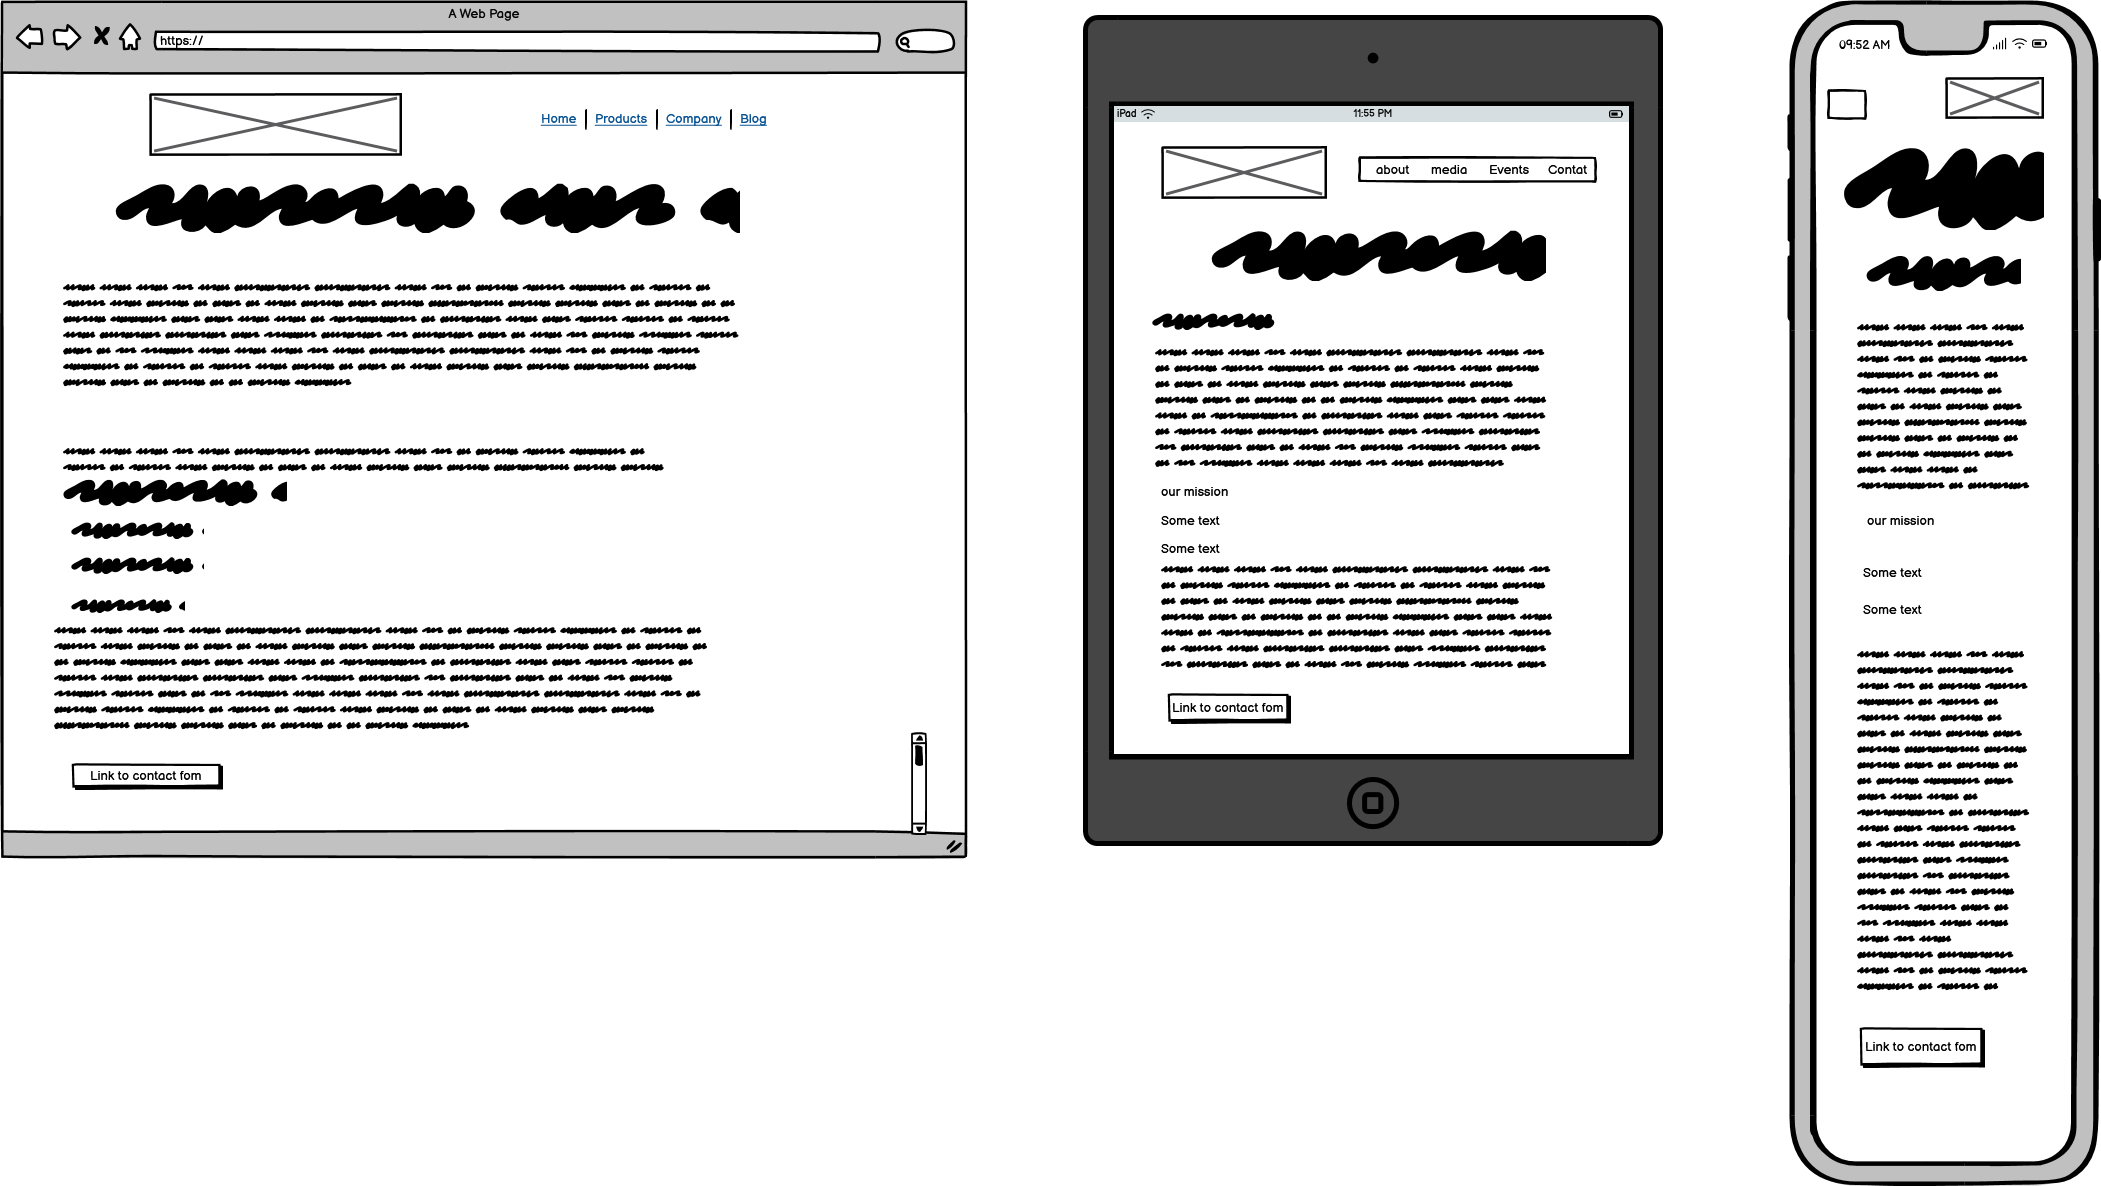 A Web Page
https://
Home Products Company Blog
Link to contact fom
iPad 11:55 PM
about media Events Contat
our mission
Some text
Some text
Link to contact fom
09:52 AM
our mission
Some text
Some text
Link to contact fom